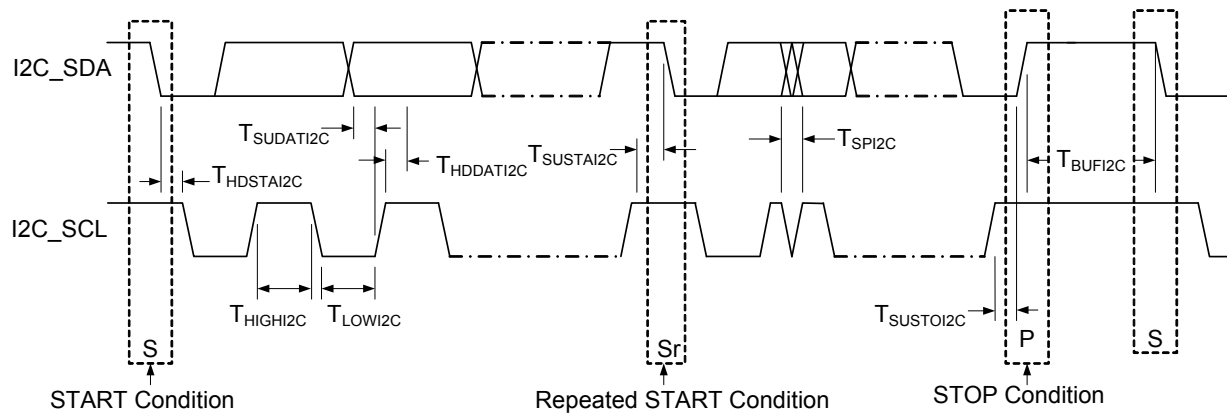 I2C_SDA
TSUDATI2C
THDSTAI2C
THDDATI2C
TSUSTAI2C
TSPI2C
TBUFI2C
I2C_SCL
THIGHI2C
TLOWI2C
TSUSTOI2C
S
Sr
P
S
START Condition
Repeated START Condition
STOP Condition